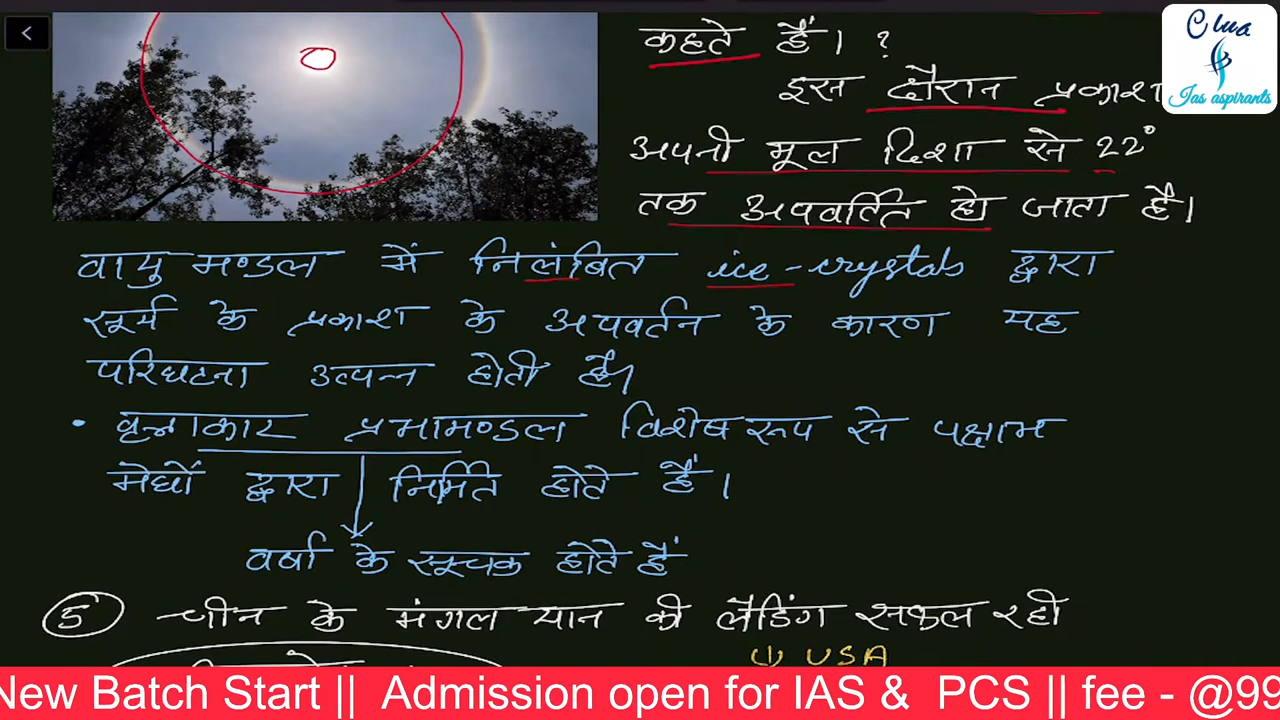 कहते हैं। ?
इस दौरान प्रकाश
अपनी मूल दिशा से 22°
तक अपवर्तित हो जाता है।
वायु मण्डल में निलंबित ice-crystals द्वारा
सूर्य के प्रकाश के अपवर्तन के कारण यह
परिघटना उत्पन्न होती है।
• वृत्ताकार प्रभामण्डल विशेष रूप से पक्षाभ
मेघों द्वारा निर्मित होते हैं।
वर्षा के सूचक होते हैं
5 चीन के मंगल यान की लैंडिंग सफल रही
USA
Clua
Ias aspirants
New Batch Start || Admission open for IAS & PCS || fee - @99